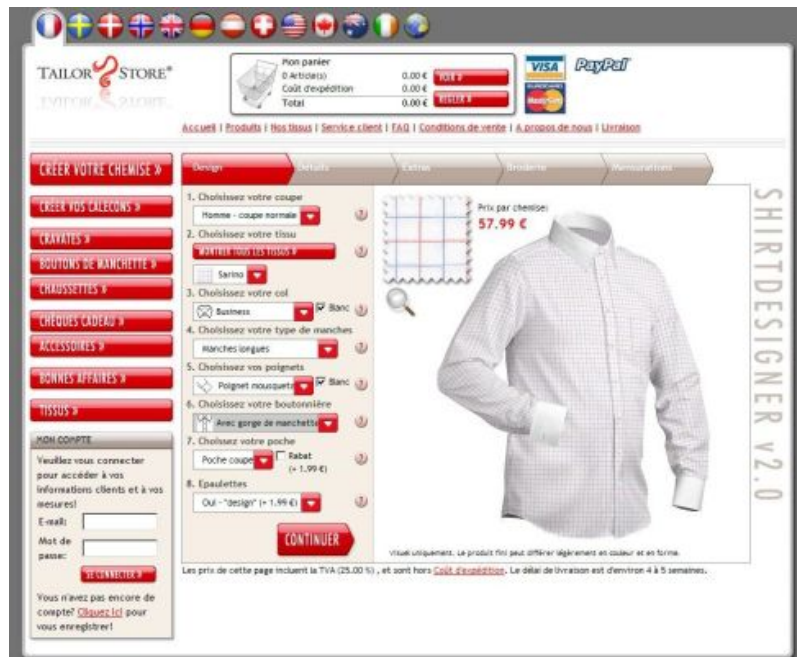 TAILOR STORE®
Mon panier
0 Article(s) 0.00 €
Coût d'expédition 0.00 €
Total 0.00 €
VOIR »
REGLER »
VISA
PayPal
MasterCard
Accueil | Produits | Nos tissus | Service client | FAQ | Conditions de vente | A propos de nous | Livraison
CRÉER VOTRE CHEMISE »
CRÉER VOS CALECONS »
CRAVATES »
BOUTONS DE MANCHETTE »
CHAUSSETTES »
CHÈQUES CADEAU »
ACCESSOIRES »
BONNES AFFAIRES »
TISSUS »
MON COMPTE
Veuillez vous connecter
pour accéder à vos
informations clients et à vos
mesures!
E-mail:
Mot de
passe:
SE CONNECTER »
Vous n'avez pas encore de
compte? Cliquez ici pour
vous enregistrer!
Design
Détails
Extras
Broderie
Mensurations
1. Choisissez votre coupe
Homme - coupe normale
2. Choisissez votre tissu
MONTRER TOUS LES TISSUS »
Sarino
3. Choisissez votre col
Business
Blanc
4. Choisissez votre type de manches
Manches longues
5. Choisissez vos poignets
Poignet mousqueta
Blanc
6. Choisissez votre boutonnière
Avec gorge de manchette
7. Choissez votre poche
Poche coupe
Rabat
(+ 1.99 €)
8. Epaulettes
Oui - "design" (+ 1.99 €)
CONTINUER
Prix par chemise:
57.99 €
Visuel uniquement. Le produit fini peut différer légèrement en couleur et en forme.
SHIRTDESIGNER v2.0
Les prix de cette page incluent la TVA (25.00 %) , et sont hors Coût d'expédition. Le délai de livraison est d'environ 4 à 5 semaines.